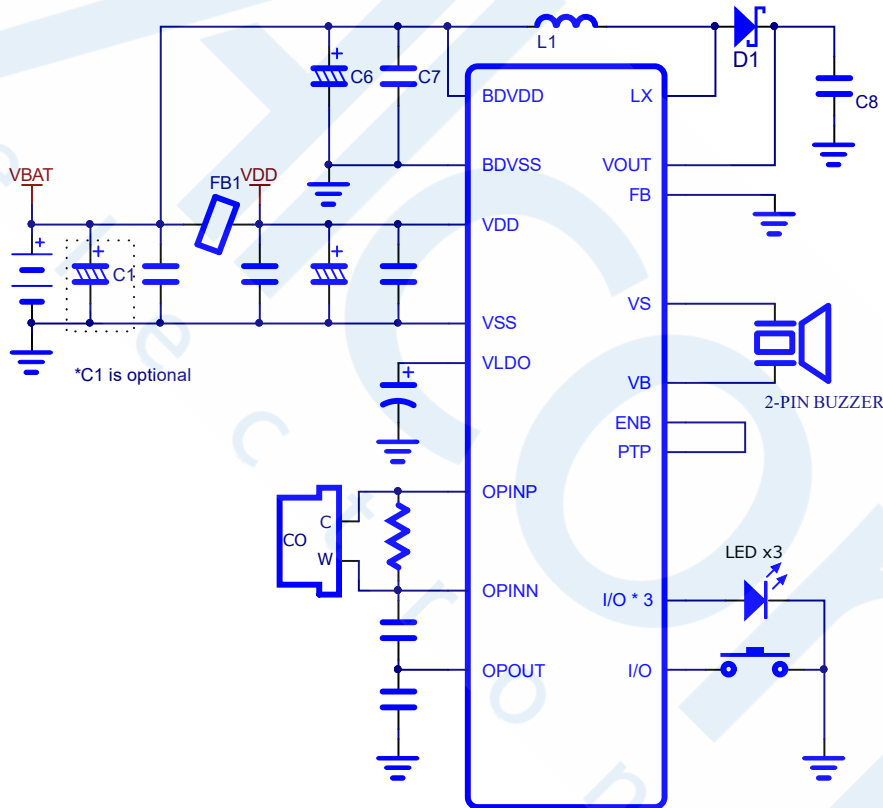 L1
D1
C6
C7
C8
BDVDD
LX
BDVSS
VOUT
VBAT
FB1
VDD
FB
VDD
C1
VS
VSS
*C1 is optional
VLDO
VB
2-PIN BUZZER
ENB
PTP
OPINP
C
CO
W
LED x3
OPINN
I/O * 3
OPOUT
I/O